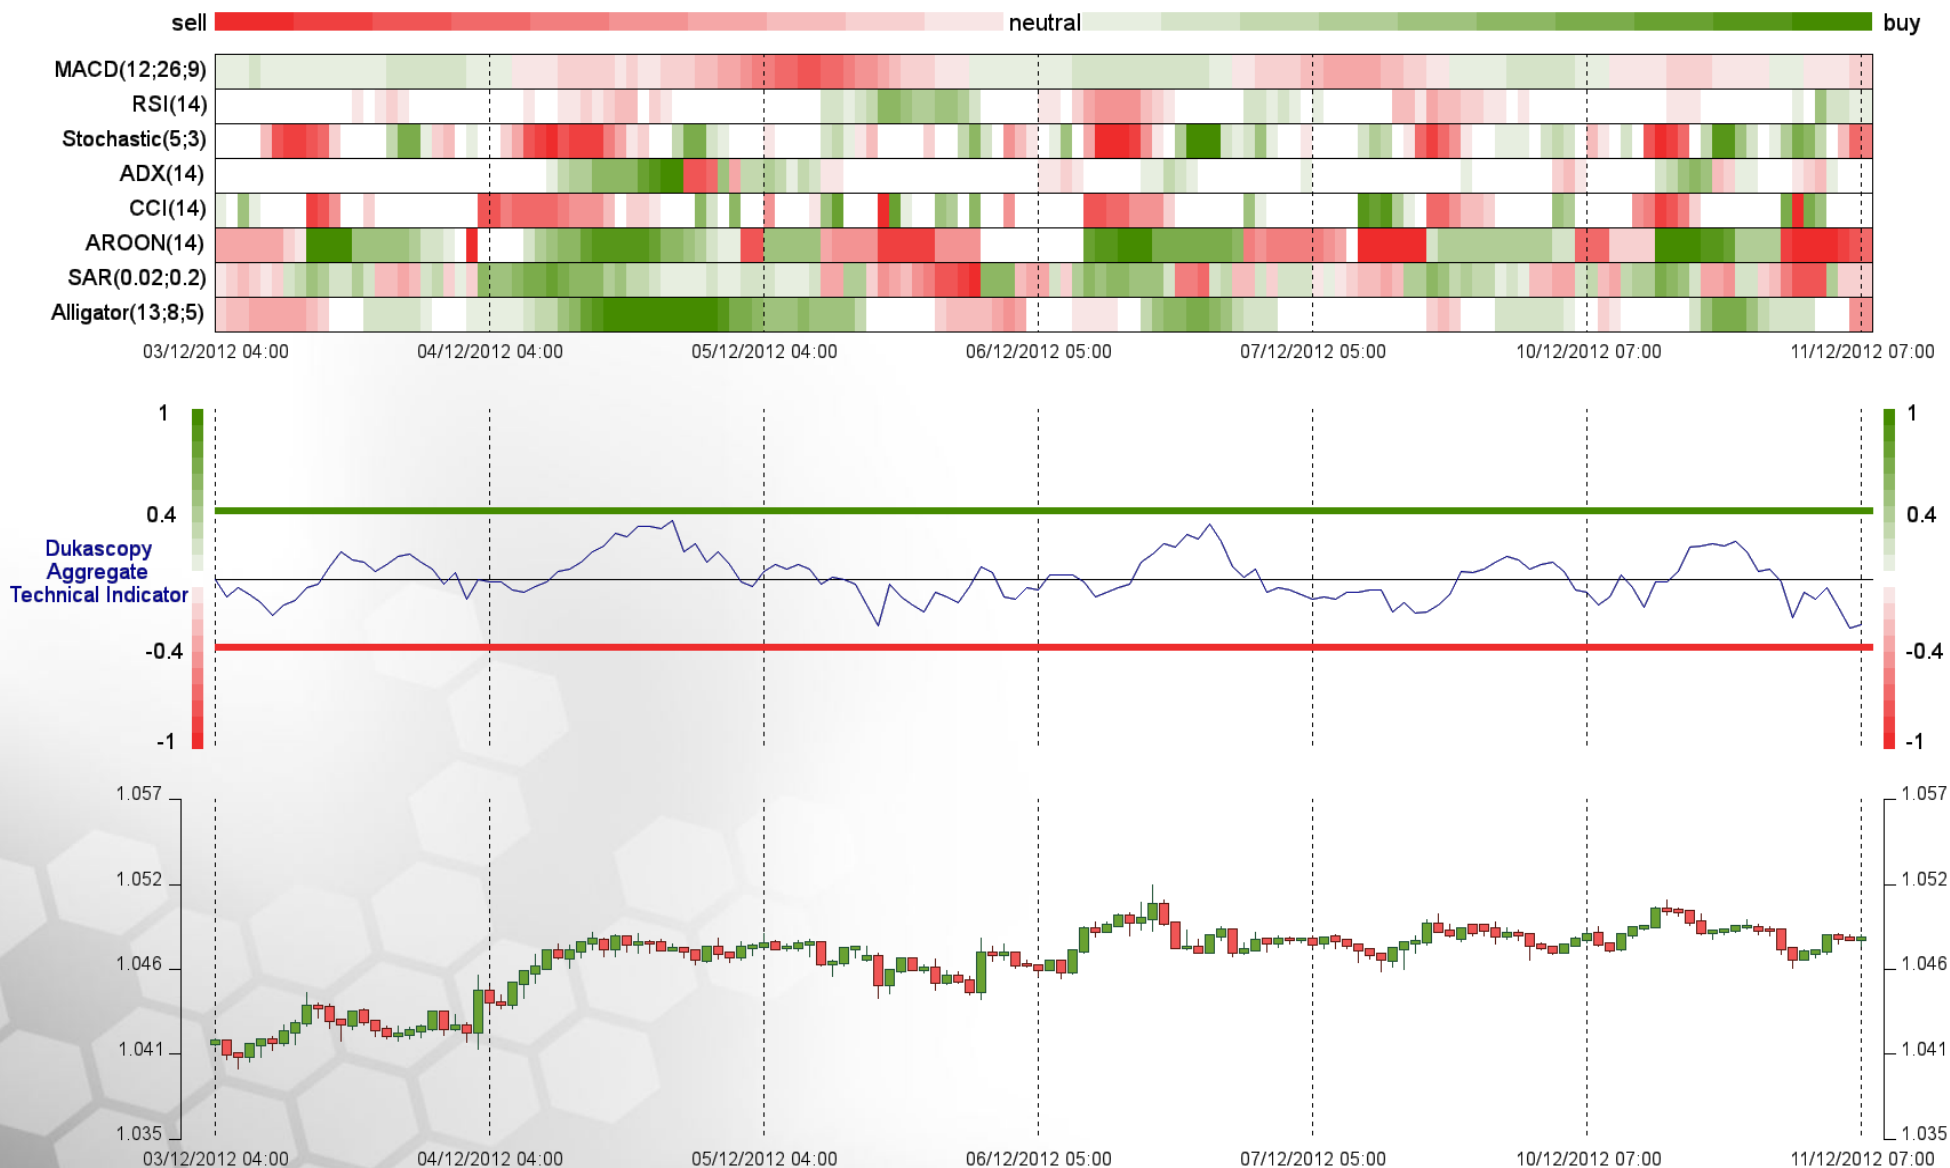 sell neutral buy
MACD(12;26;9)
RSI(14)
Stochastic(5;3)
ADX(14)
CCI(14)
AROON(14)
SAR(0.02;0.2)
Alligator(13;8;5)
03/12/2012 04:00 04/12/2012 04:00 05/12/2012 04:00 06/12/2012 05:00 07/12/2012 05:00 10/12/2012 07:00 11/12/2012 07:00
1 1
0.4 0.4
Dukascopy
Aggregate
Technical Indicator
-0.4 -0.4
-1 -1
1.057 1.057
1.052 1.052
1.046 1.046
1.041 1.041
1.035 1.035
03/12/2012 04:00 04/12/2012 04:00 05/12/2012 04:00 06/12/2012 05:00 07/12/2012 05:00 10/12/2012 07:00 11/12/2012 07:00